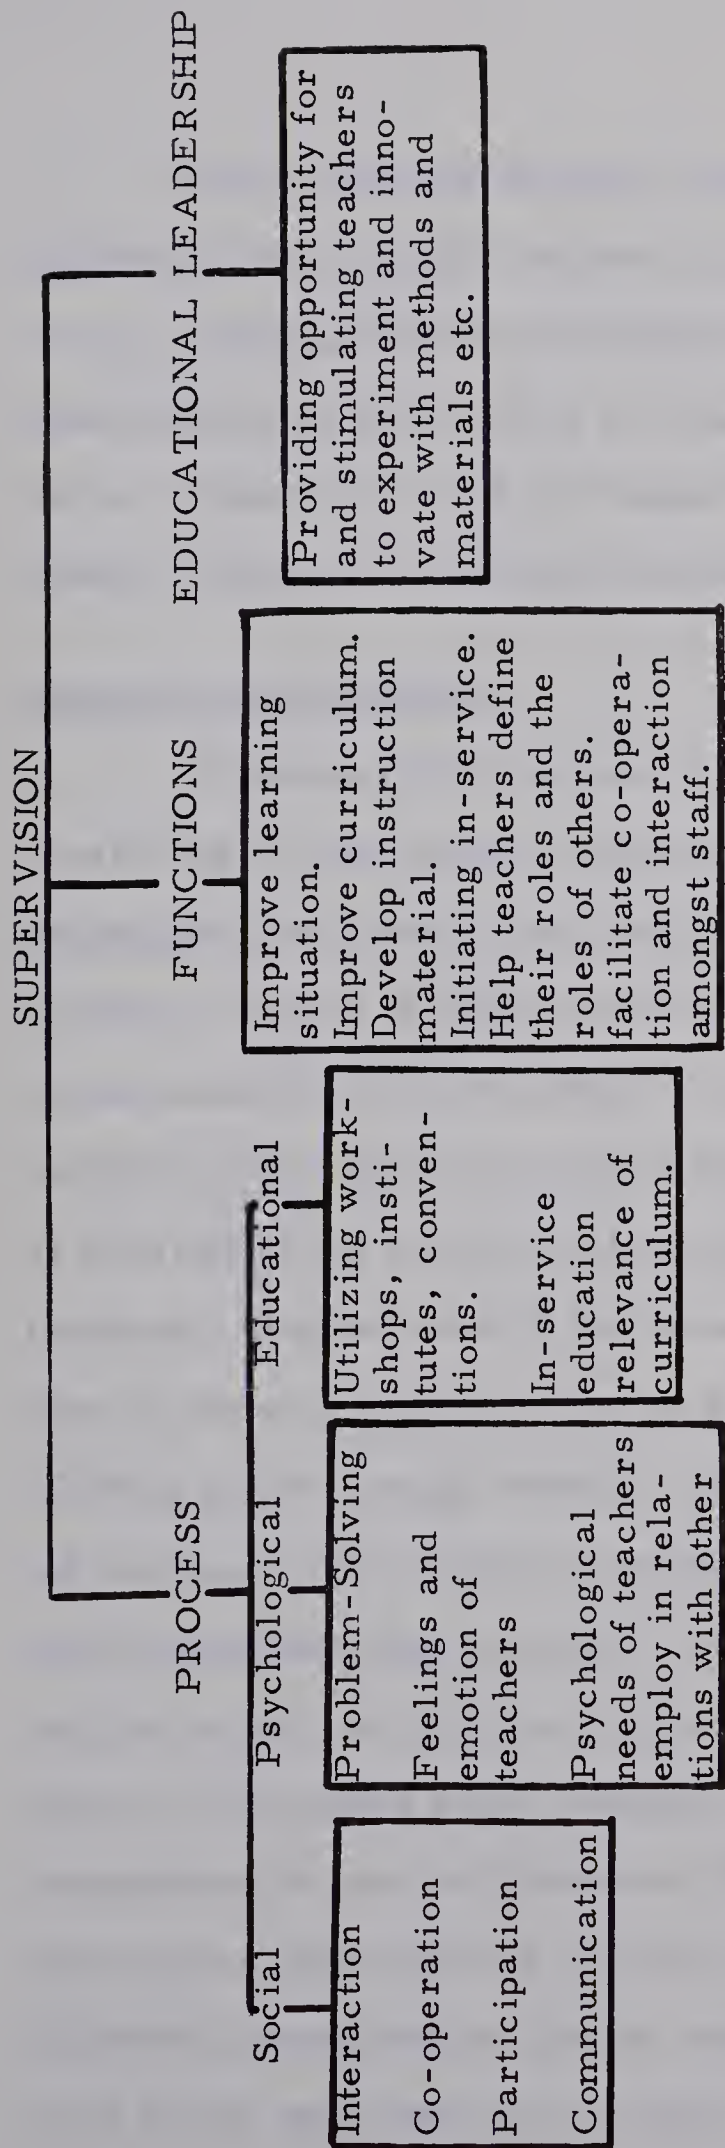 SUPERVISION
PROCESS
Social
Interaction
Co-operation
Participation
Communication
Psychological
Problem-Solving
Feelings and
emotion of
teachers
Psychological
needs of teachers
employ in rela-
tions with other
Educational
Utilizing work-
shops, insti-
tutes, conven-
tions.
In-service
education
relevance of
curriculum.
FUNCTIONS
Improve learning
situation.
Improve curriculum.
Develop instruction
material.
Initiating in-service.
Help teachers define
their roles and the
roles of others.
facilitate co-opera-
tion and interaction
amongst staff.
EDUCATIONAL LEADERSHIP
Providing opportunity for
and stimulating teachers
to experiment and inno-
vate with methods and
materials etc.